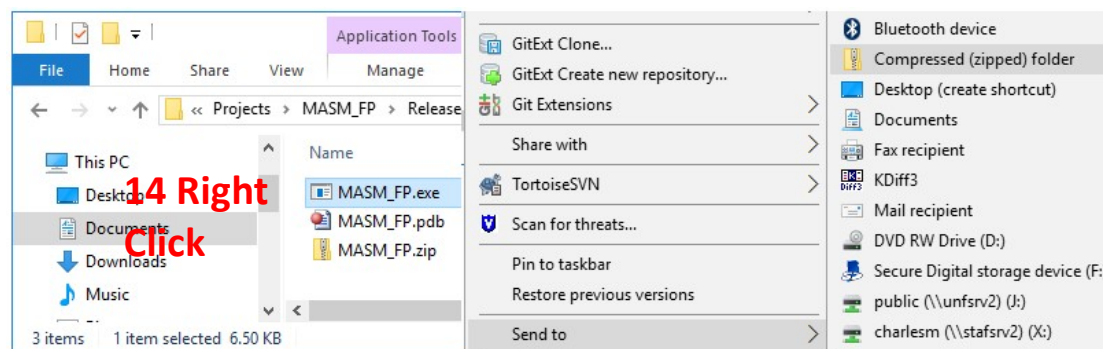 Application Tools
File Home Share View Manage
« Projects > MASM_FP > Release
This PC
Desktop
Documents
Downloads
Music
14 Right
Click
Name
MASM_FP.exe
MASM_FP.pdb
MASM_FP.zip
3 items 1 item selected 6.50 KB
GitExt Clone...
GitExt Create new repository...
Git Extensions
Share with
TortoiseSVN
Scan for threats...
Pin to taskbar
Restore previous versions
Send to
Bluetooth device
Compressed (zipped) folder
Desktop (create shortcut)
Documents
Fax recipient
KDiff3
Mail recipient
DVD RW Drive (D:)
Secure Digital storage device (F:
public (\\unfsrv2) (J:)
charlesm (\\stafsrv2) (X:)